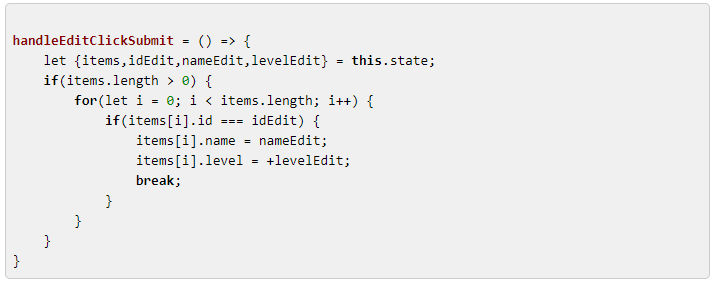 handleEditClickSubmit = () => {
    let {items,idEdit,nameEdit,levelEdit} = this.state;
    if(items.length > 0) {
        for(let i = 0; i < items.length; i++) {
            if(items[i].id === idEdit) {
                items[i].name = nameEdit;
                items[i].level = +levelEdit;
                break;
            }
        }
    }
}